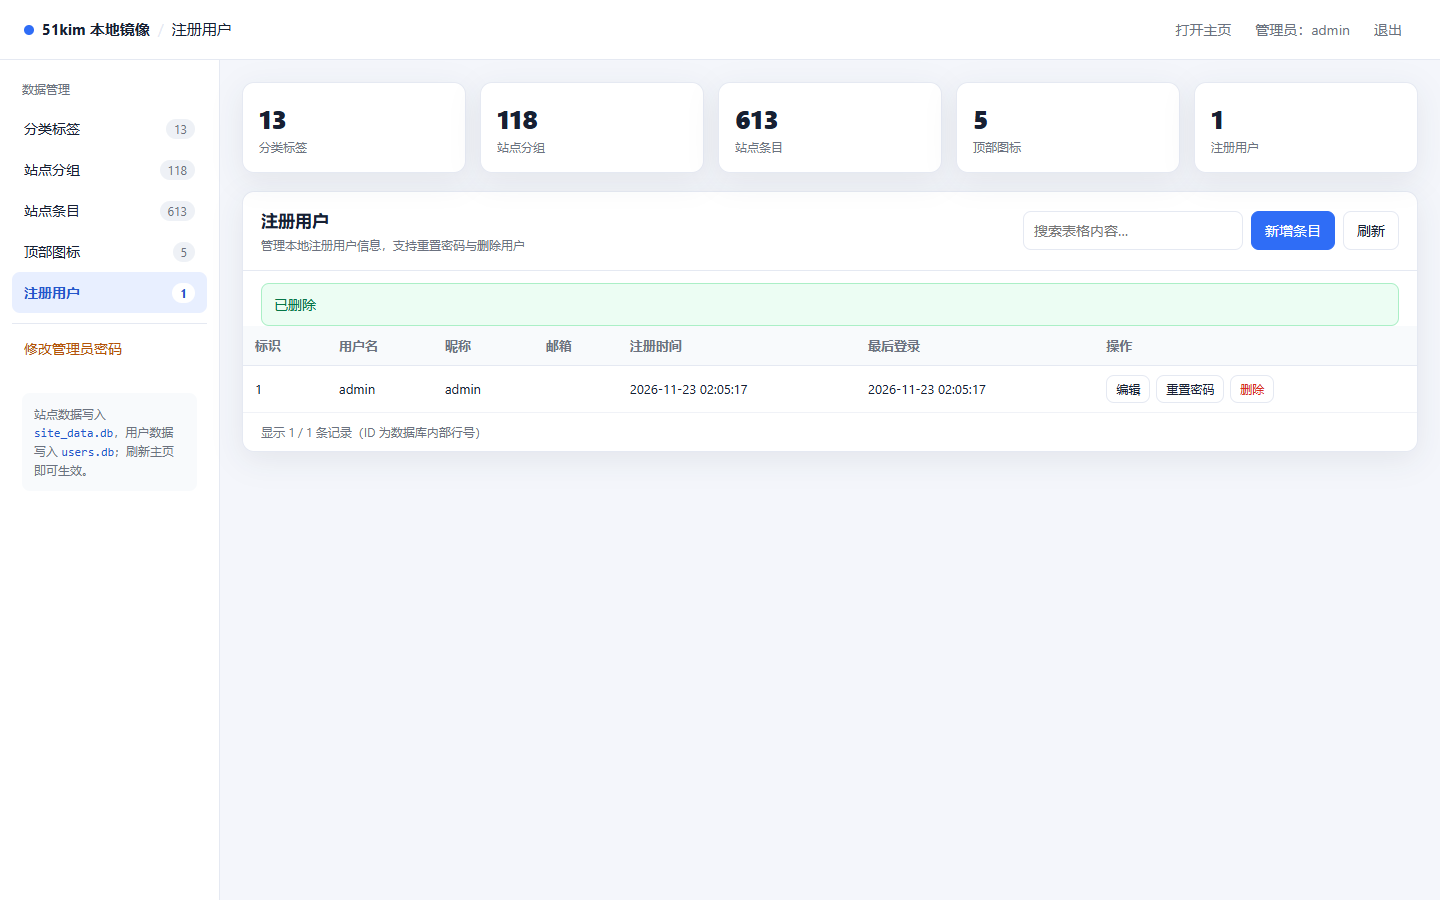 51kim 本地镜像 / 注册用户
打开主页 管理员：admin 退出
数据管理
分类标签 13
站点分组 118
站点条目 613
顶部图标 5
注册用户 1
修改管理员密码
站点数据写入
site_data.db，用户数据
写入 users.db；刷新主页
即可生效。
13
分类标签
118
站点分组
613
站点条目
5
顶部图标
1
注册用户
注册用户
管理本地注册用户信息，支持重置密码与删除用户
搜索表格内容... 新增条目 刷新
已删除
标识 用户名 昵称 邮箱 注册时间 最后登录 操作
1 admin admin 2026-11-23 02:05:17 2026-11-23 02:05:17 编辑 重置密码 删除
显示 1 / 1 条记录（ID 为数据库内部行号）